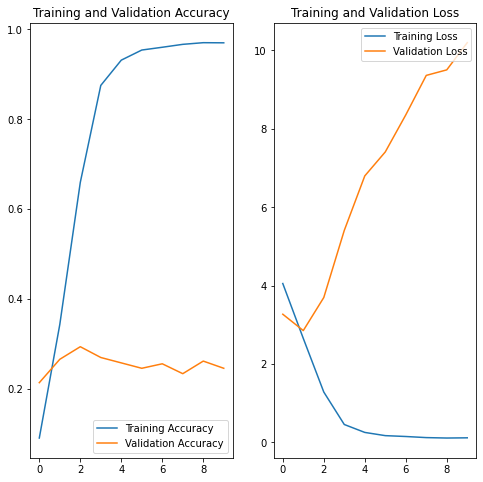 Training and Validation Accuracy
1.0
0.8
0.6
0.4
0.2
0 2 4 6 8
Training Accuracy
Validation Accuracy
Training and Validation Loss
10
8
6
4
2
0
0 2 4 6 8
Training Loss
Validation Loss